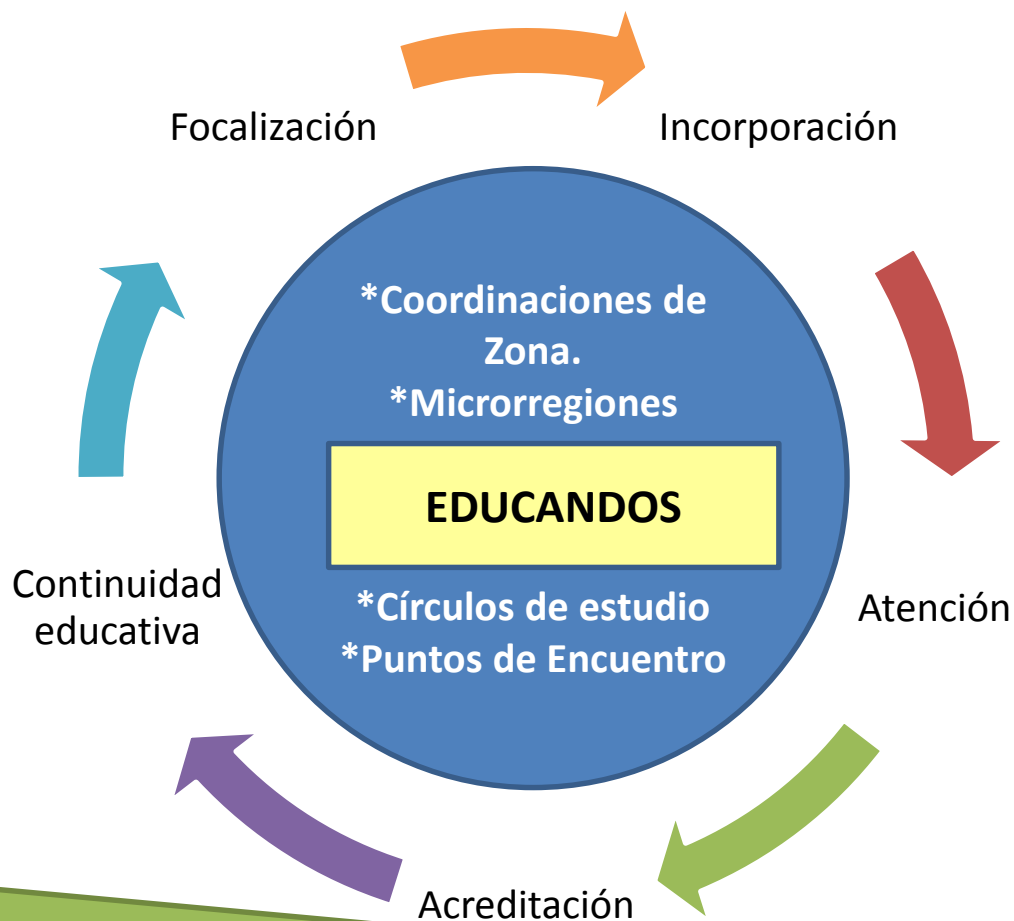 Focalización
Incorporación
*Coordinaciones de
Zona.
*Microrregiones
EDUCANDOS
*Círculos de estudio
*Puntos de Encuentro
Continuidad
educativa
Atención
Acreditación